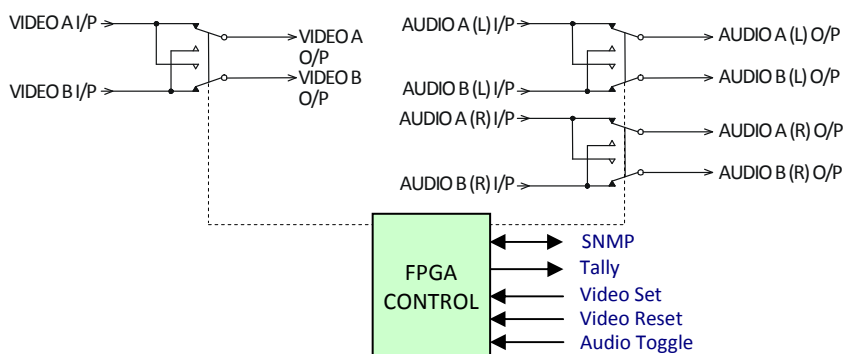 VIDEO A I/P
VIDEO A
O/P
VIDEO B
O/P
VIDEO B I/P
AUDIO A (L) I/P
AUDIO A (L) O/P
AUDIO B (L) O/P
AUDIO B (L) I/P
AUDIO A (R) I/P
AUDIO A (R) O/P
AUDIO B (R) O/P
AUDIO B (R) I/P
FPGA
CONTROL
SNMP
Tally
Video Set
Video Reset
Audio Toggle